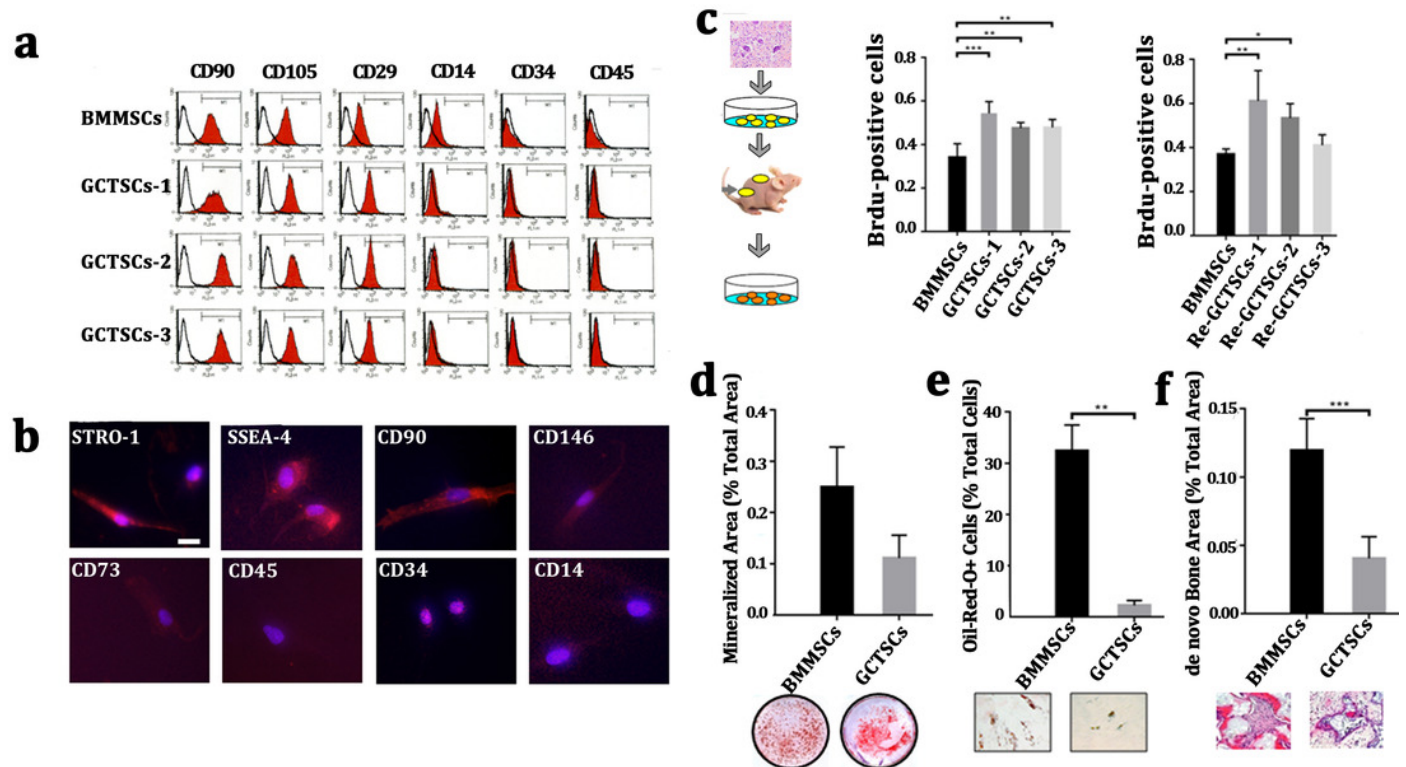 a
CD90 CD105 CD29 CD14 CD34 CD45
BMMSCs
GCTSCs-1
GCTSCs-2
GCTSCs-3
b
STRO-1 SSEA-4 CD90 CD146
CD73 CD45 CD34 CD14
c
Brdu-positive cells
0.8
0.6
0.4
0.2
0.0
*** ** **
BMMSCs
GCTSCs-1
GCTSCs-2
GCTSCs-3
Brdu-positive cells
0.8
0.6
0.4
0.2
0.0
** *
BMMSCs
Re-GCTSCs-1
Re-GCTSCs-2
Re-GCTSCs-3
d
Mineralized Area (% Total Area)
0.4
0.3
0.2
0.1
0.0
BMMSCs
GCTSCs
e
Oil-Red-O+ Cells (% Total Cells)
40
30
20
10
0
**
BMMSCs
GCTSCs
f
de novo Bone Area (% Total Area)
0.15
0.10
0.05
0.00
***
BMMSCs
GCTSCs